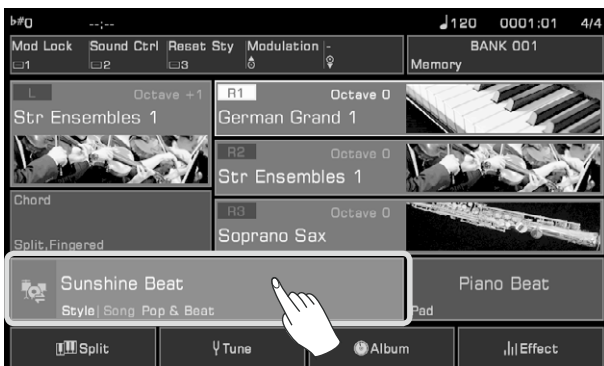 ♭#0 --;-- ♩120 0001:01 4/4
Mod Lock Sound Ctrl Reset Sty Modulation - BANK 001
1 2 3 Memory
L Octave +1
Str Ensembles 1
R1 Octave 0
German Grand 1
R2 Octave 0
Str Ensembles 1
Chord
Split,Fingered
R3 Octave 0
Soprano Sax
Sunshine Beat
Style| Song Pop & Beat
Piano Beat
Pad
Split Tune Album Effect